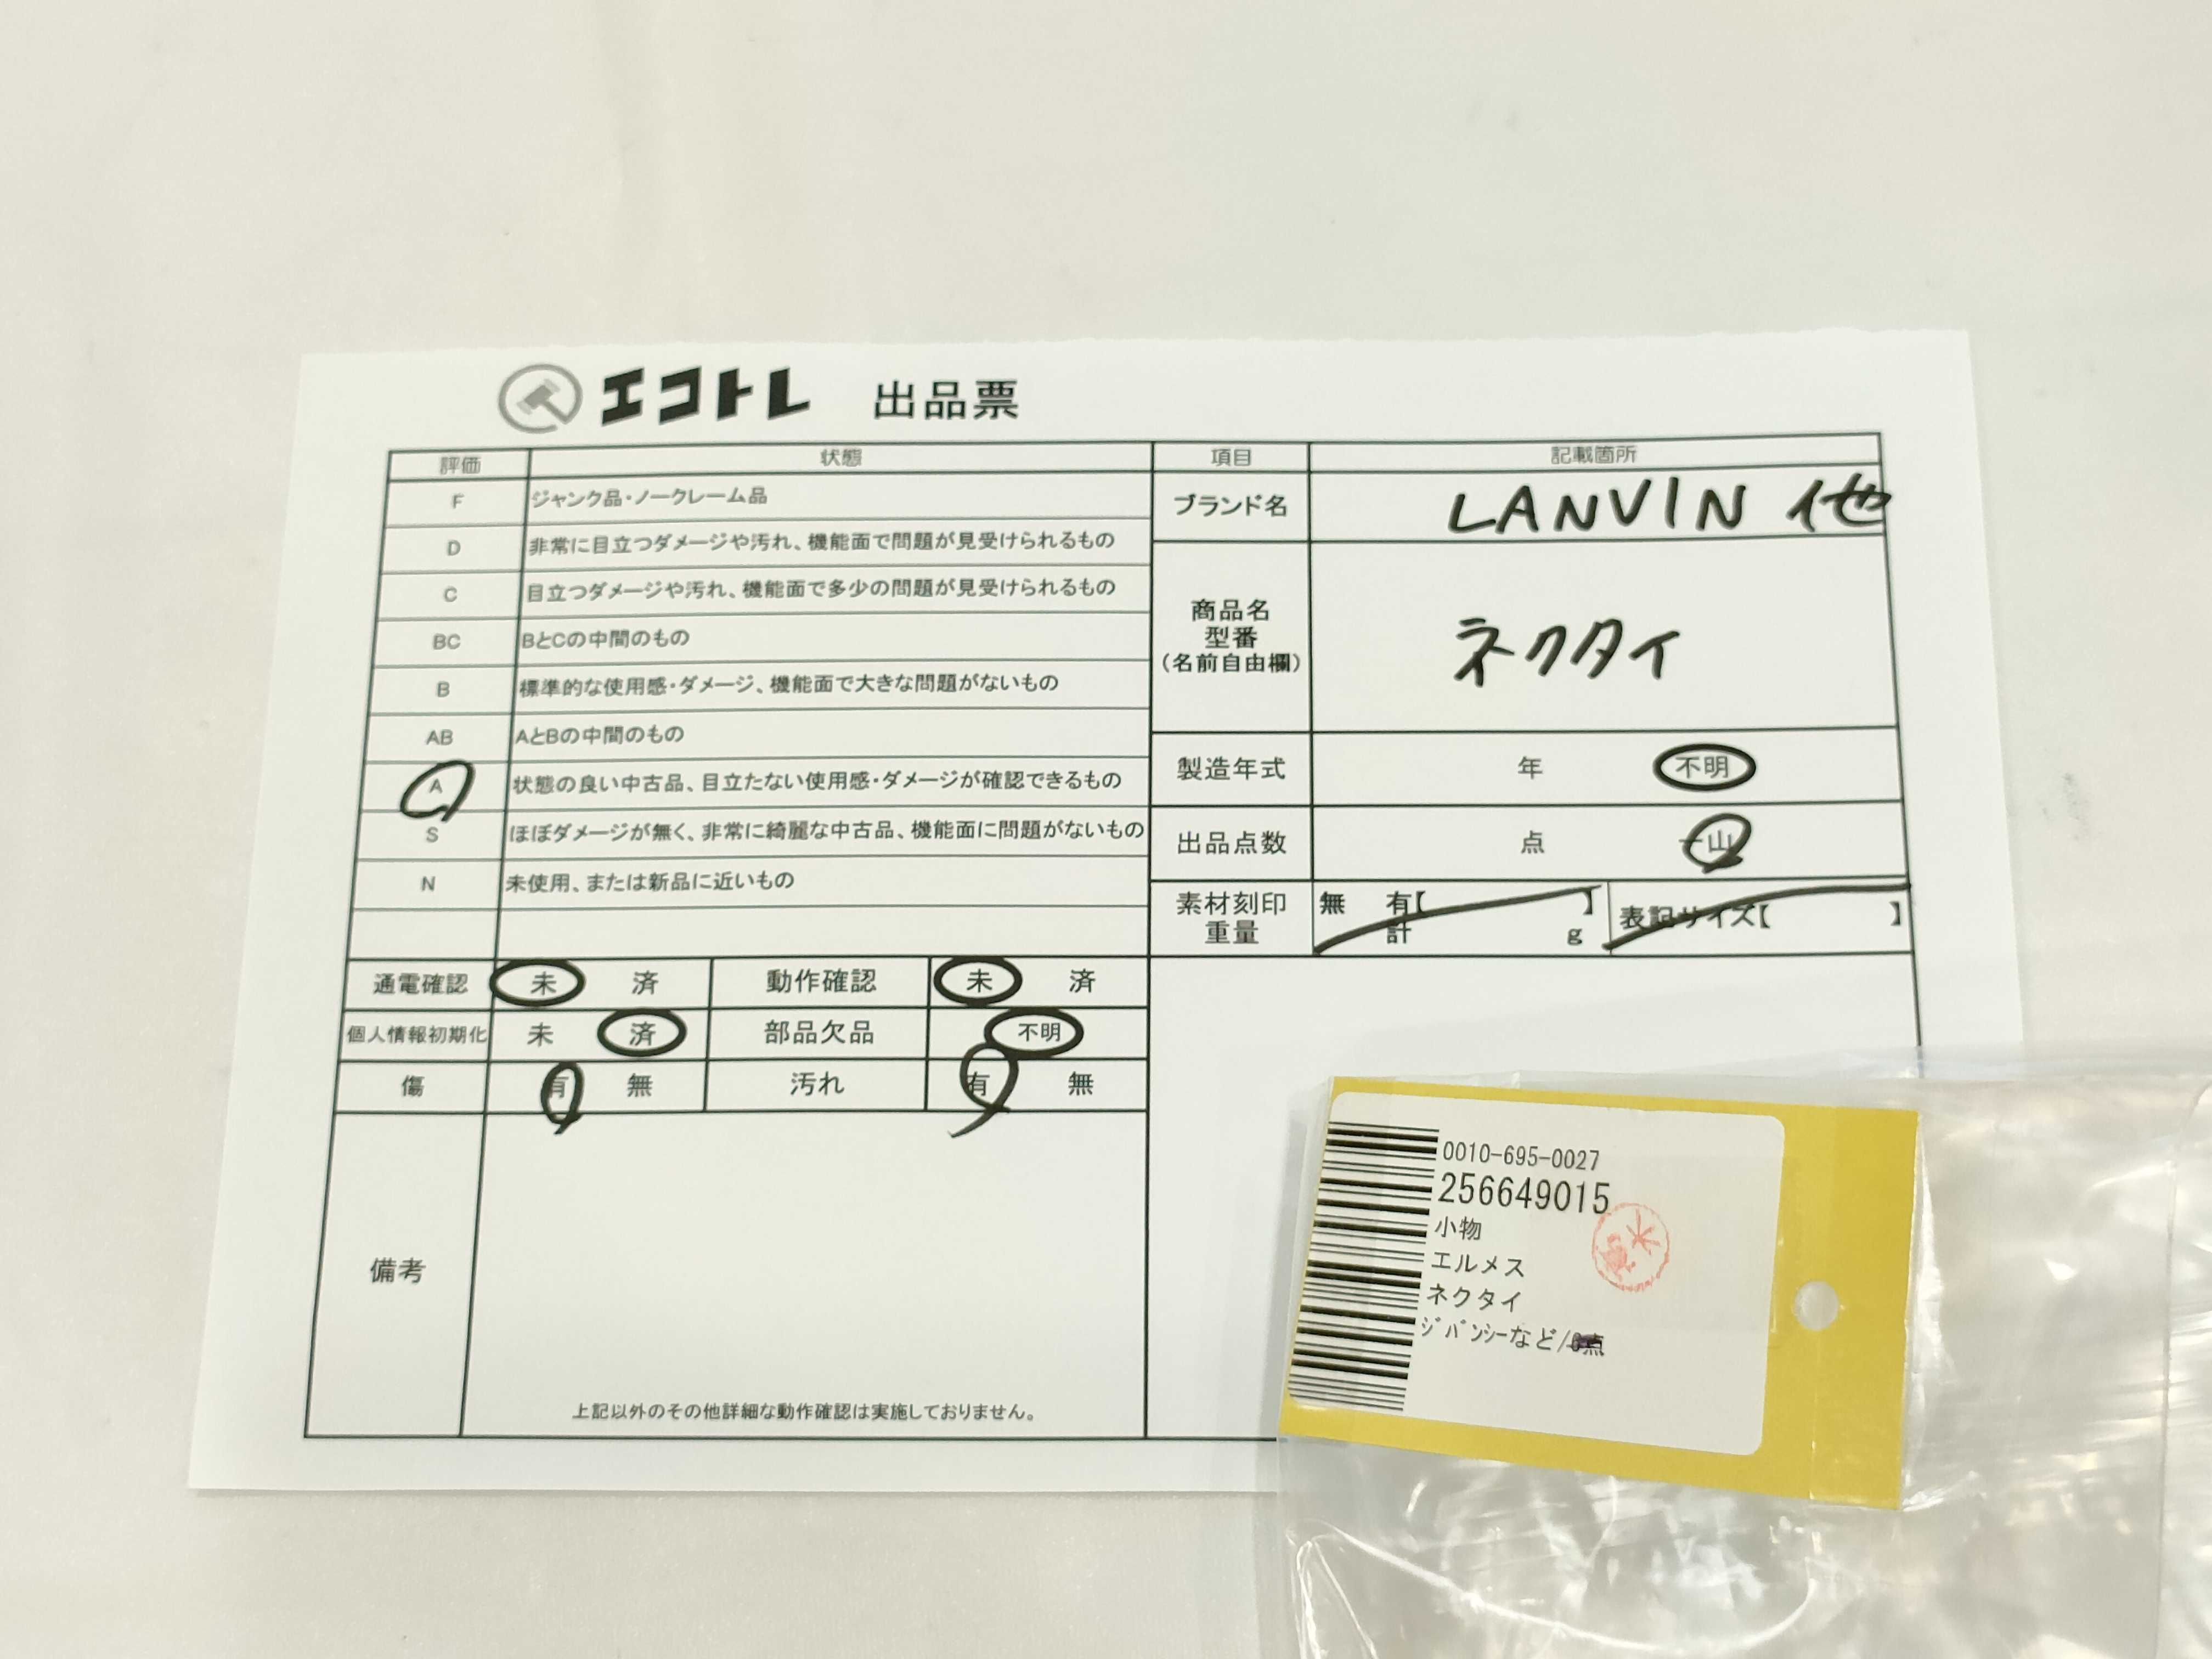 エコトレ 出品票
評価 状態 項目 記載箇所
F ジャンク品・ノークレーム品
D 非常に目立つダメージや汚れ、機能面で問題が見受けられるもの
C 目立つダメージや汚れ、機能面で多少の問題が見受けられるもの
BC BとCの中間のもの
B 標準的な使用感・ダメージ、機能面で大きな問題がないもの
AB AとBの中間のもの
A 状態の良い中古品、目立たない使用感・ダメージが確認できるもの
S ほぼダメージが無く、非常に綺麗な中古品、機能面に問題がないもの
N 未使用、または新品に近いもの
ブランド名 LANVIN 他
商品名
型番
(名前自由欄)
ネクタイ
製造年式 年 不明
出品点数 点 一山
素材刻印 無 有【 】 表記サイズ【 】
重量 計 g
通電確認 未 済 動作確認 未 済
個人情報初期化 未 済 部品欠品 不明
傷 有 無 汚れ 有 無
備考
上記以外のその他詳細な動作確認は実施しておりません。
0010-695-0027
256649015
小物
エルメス
ネクタイ
ｼﾞﾊﾞﾝｼｰなど/点